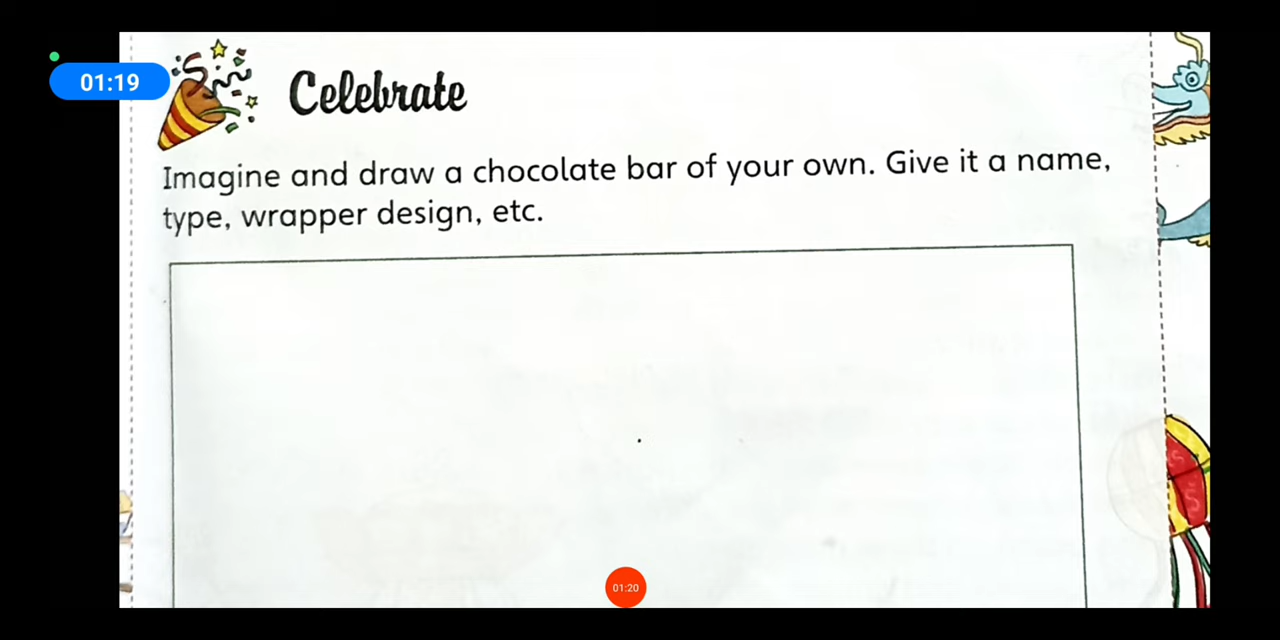 01:19
Celebrate
Imagine and draw a chocolate bar of your own. Give it a name,
type, wrapper design, etc.
01:20